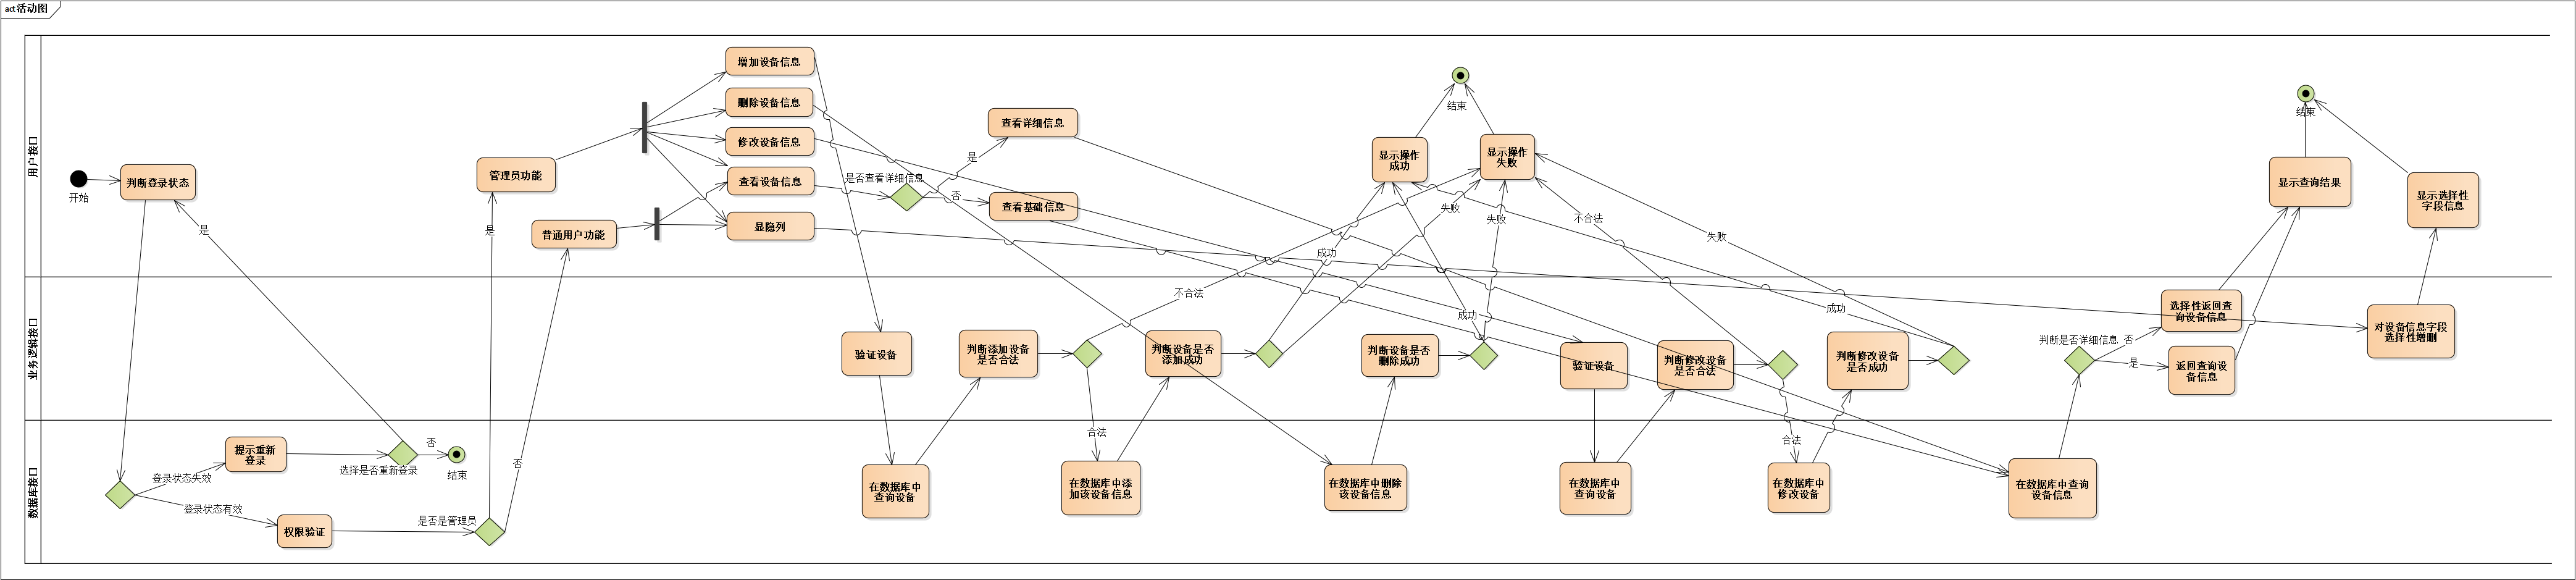 act 活动图
用户接口
开始
判断登录状态
是
管理员功能
是
普通用户功能
增加设备信息
删除设备信息
修改设备信息
查看设备信息
显隐列
是否查看详细信息
是
否
查看详细信息
查看基础信息
结束
显示操作
成功
显示操作
失败
成功
失败
失败
不合法
失败
结束
显示查询结果
显示选择性
字段信息
业务逻辑接口
验证设备
判断添加设备
是否合法
不合法
判断设备是否
添加成功
判断设备是否
删除成功
成功
验证设备
判断修改设备
是否合法
判断修改设备
是否成功
成功
判断是否详细信息
否
是
选择性返回查
询设备信息
返回查询设
备信息
对设备信息字段
选择性增删
数据库接口
登录状态失效
登录状态有效
提示重新
登录
选择是否重新登录
否
结束
权限验证
是否是管理员
否
在数据库中
查询设备
合法
在数据库中添
加该设备信息
在数据库中删除
该设备信息
在数据库中
查询设备
合法
在数据库中
修改设备
在数据库中查询
设备信息